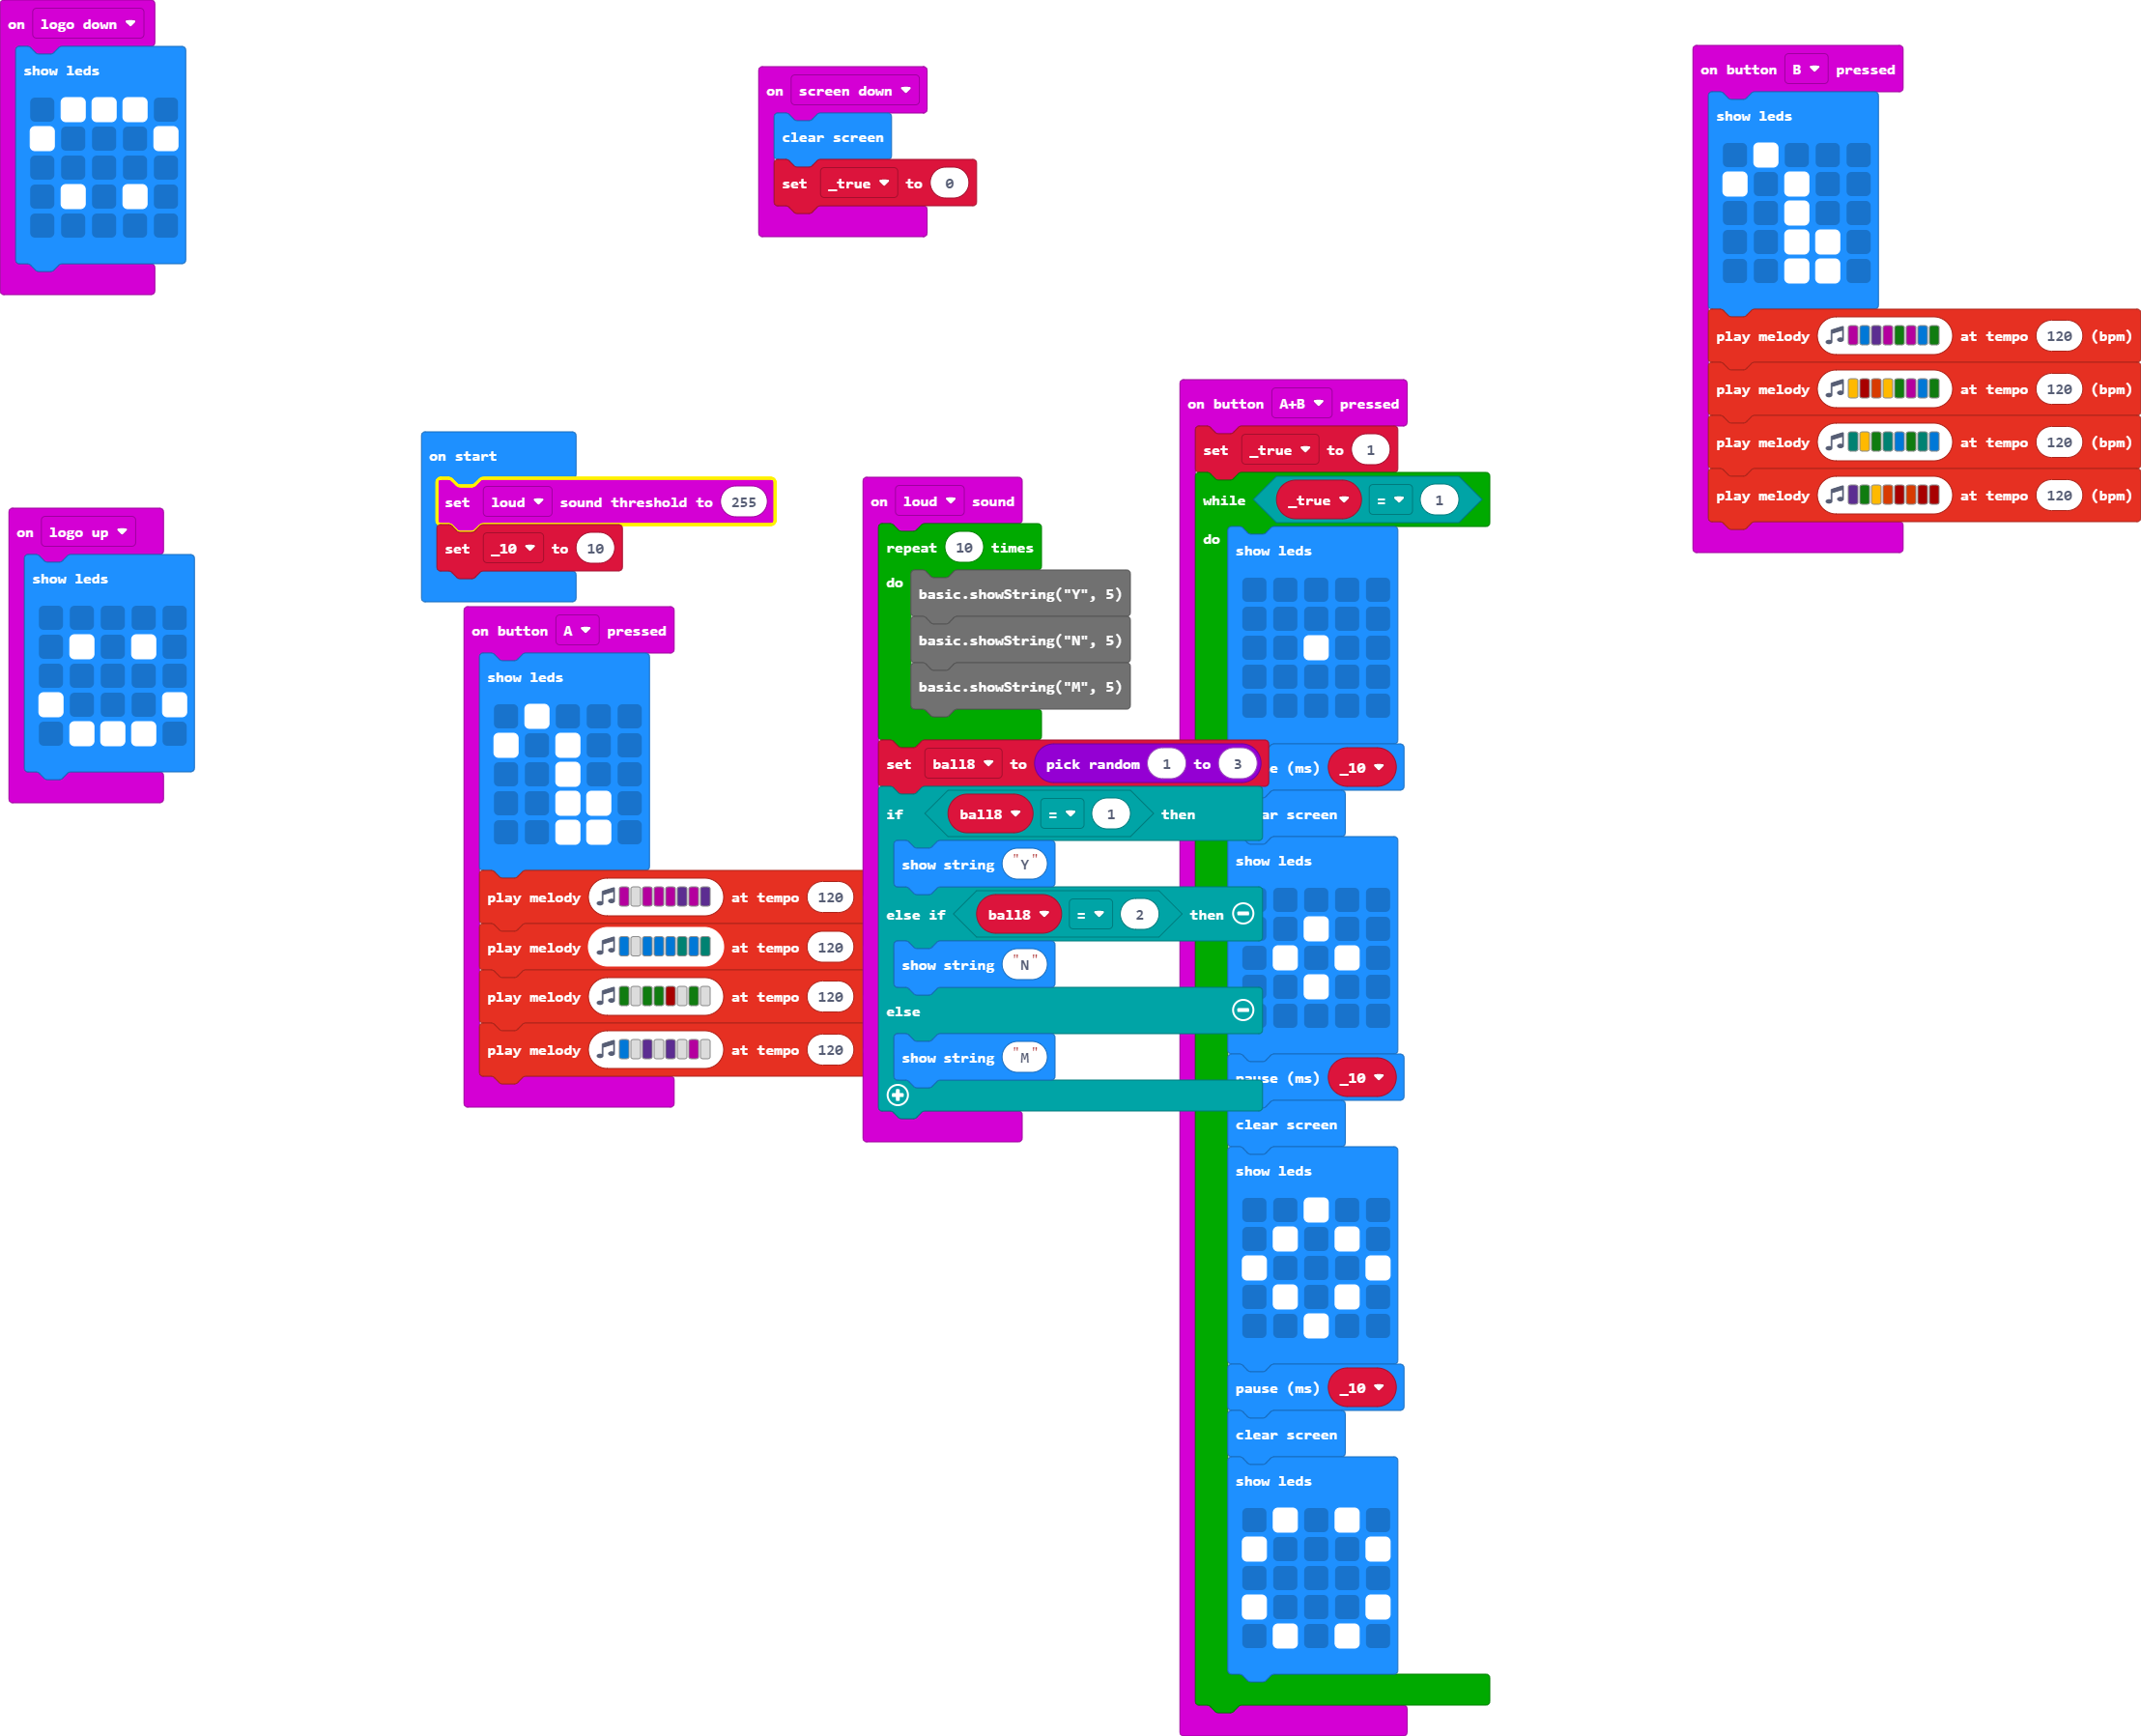 on logo down
show leds
on screen down
clear screen
set _true to 0
on button B pressed
show leds
play melody at tempo 120 (bpm)
play melody at tempo 120 (bpm)
play melody at tempo 120 (bpm)
play melody at tempo 120 (bpm)
on start
set loud sound threshold to 255
set _10 to 10
on logo up
show leds
on button A pressed
show leds
play melody at tempo 120
play melody at tempo 120
play melody at tempo 120
play melody at tempo 120
on loud sound
repeat 10 times
do
basic.showString("Y", 5)
basic.showString("N", 5)
basic.showString("M", 5)
set ball8 to pick random 1 to 3
if ball8 = 1 then
show string "Y"
else if ball8 = 2 then
show string "N"
else
show string "M"
on button A+B pressed
set _true to 1
while _true = 1
do
show leds
e (ms) _10
ar screen
show leds
pause (ms) _10
clear screen
show leds
pause (ms) _10
clear screen
show leds